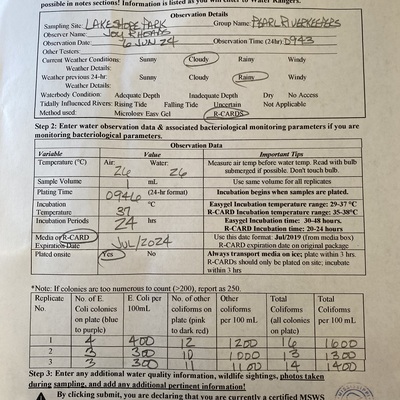 possible in notes sections! Information is listed as you will enter to Water Rangers.
Observation Details
Sampling Site: LAKESHORE PARK Group Name: PEARL RIVERKEEPERS
Observer Name: JOY RHOADS
Observation Date: 6 JUN 24 Observation Time (24hr) 0943
Other Testers:
Current Weather Conditions: Sunny Cloudy Rainy Windy
Weather Details:
Weather previous 24-hr: Sunny Cloudy Rainy Windy
Weather Details:
Waterbody Condition: Adequate Depth Inadequate Depth Dry No Access
Tidally Influenced Rivers: Rising Tide Falling Tide Uncertain Not Applicable
Method used: Micrology Easy Gel R-CARDS
Step 2: Enter water observation data & associated bacteriological monitoring parameters if you are
monitoring bacteriological parameters.
Observation Data
Variable Value Important Tips
Temperature (°C) Air: 26 Water: 26 Measure air temp before water temp. Read with bulb submerged if possible. Don't touch bulb.
Sample Volume 1 mL Use same volume for all replicates
Plating Time 0946 (24-hr format) Incubation begins when samples are plated.
Incubation Temperature 37 °C Easygel Incubation temperature range: 29-37 °C
R-CARD Incubation temperature range: 35-38°C
Incubation Periods 24 hrs Easygel Incubation time: 30-48 hours.
R-CARD Incubation time: 20-24 hours
Media or R-CARD Expiration Date JUL/2024 Use this date format: Jul/2019 (from media box)
R-CARD expiration date on original package
Plated onsite Yes No Always transport media on ice; plate within 3 hrs.
R-CARDs should only be plated on site; incubate
within 3 hrs
*Note: If colonies are too numerous to count (>200), report as 250.
Replicate No. No. of E. Coli colonies on plate (blue to purple) E. Coli per 100mL No. of other coliforms on plate (pink to dark red) Other coliforms per 100 mL Total Coliforms (all colonies on plate) Total Coliforms per 100 mL
1 4 400 12 1200 16 1600
2 3 300 10 1000 13 1300
3 3 300 11 1100 14 1400
Step 3: Enter any additional water quality information, wildlife sightings, photos taken
during sampling, and add any additional pertinent information!
By clicking submit, you are declaring that you are currently a certified MSWS